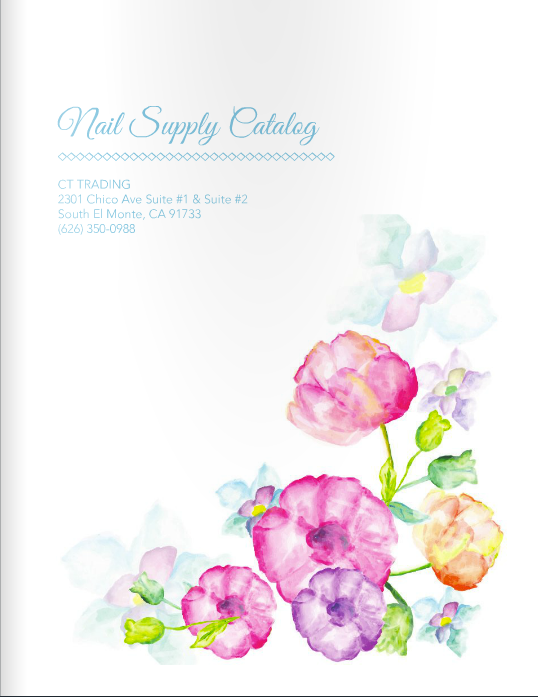 Nail Supply Catalog
CT TRADING
2301 Chico Ave Suite #1 & Suite #2
South El Monte, CA 91733
(626) 350-0988